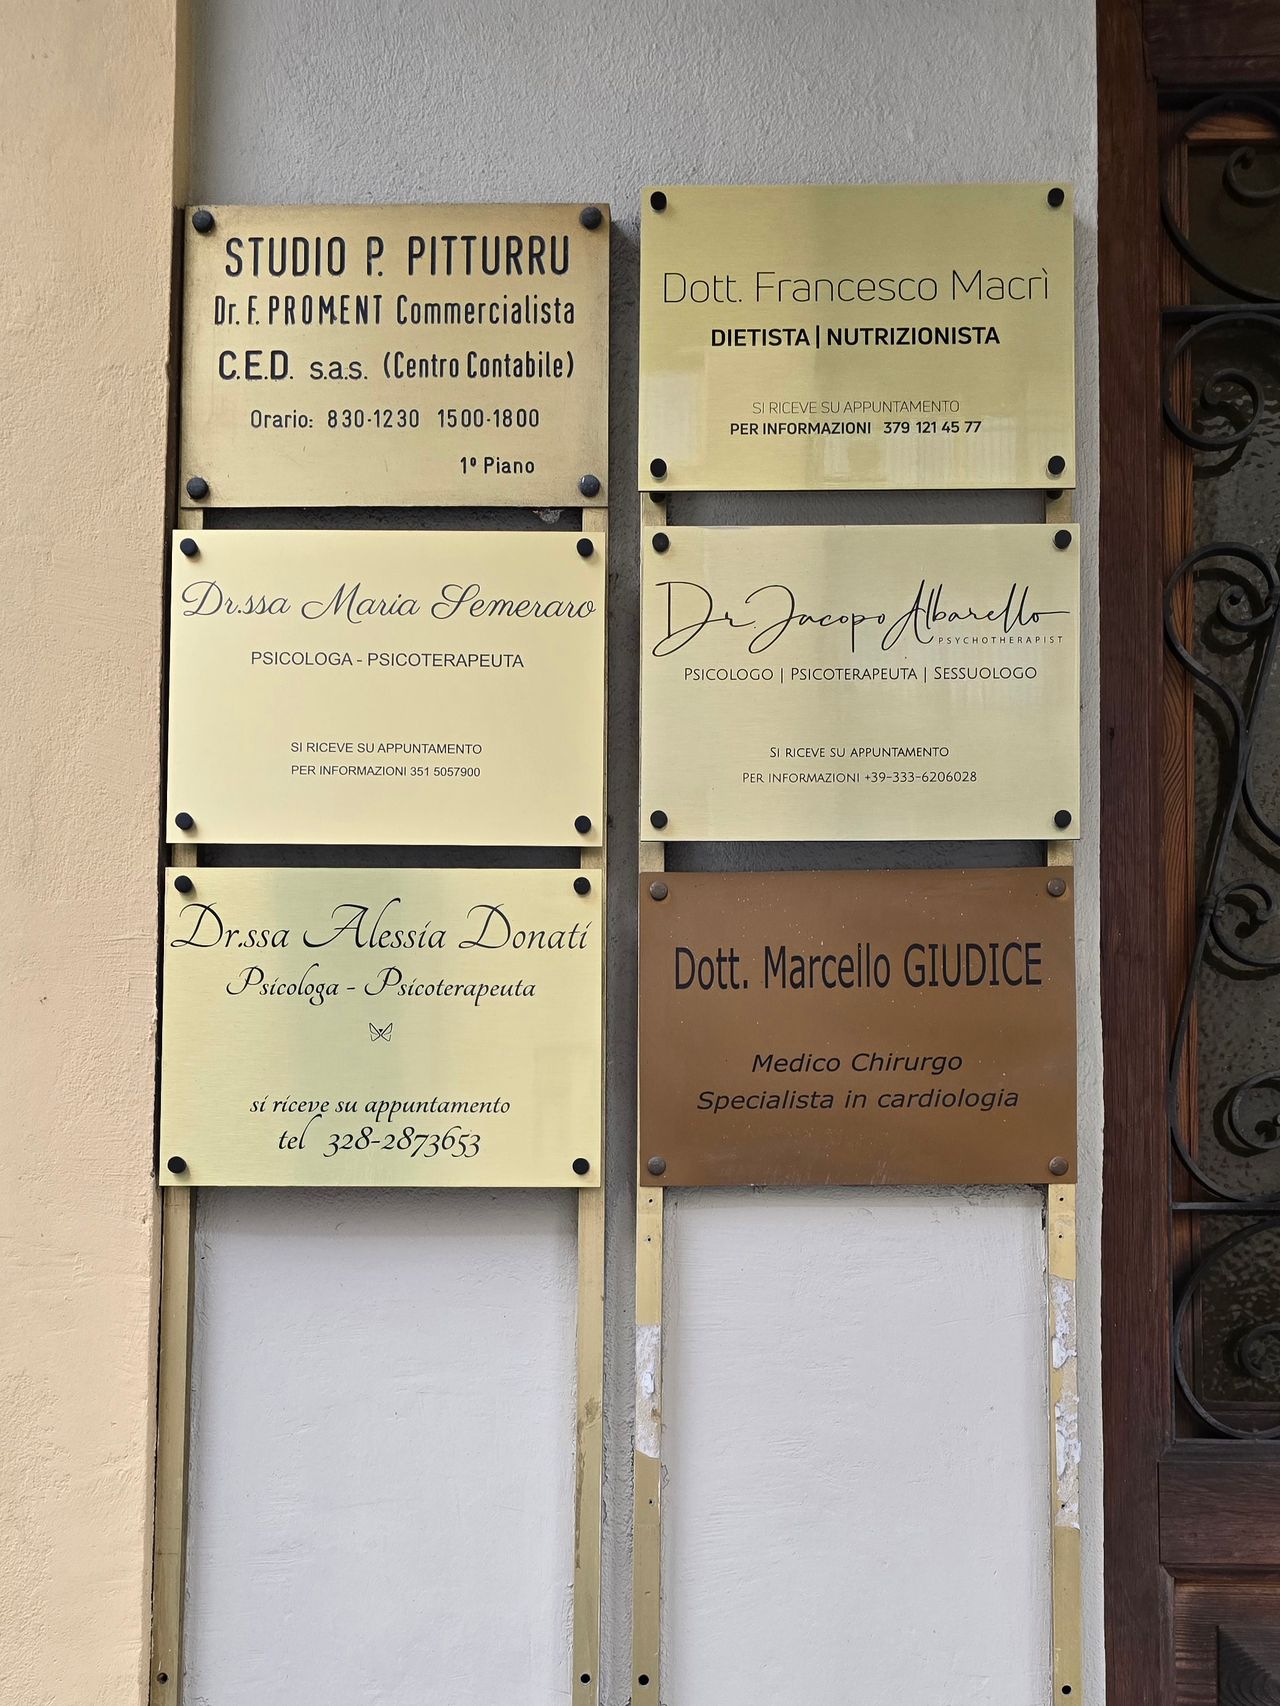 STUDIO P. PITTURRU
Dr. F. PROMENT Commercialista
C.E.D. s.a.s. (Centro Contabile)
Orario: 830-1230 1500-1800
1º Piano
Dr.ssa Maria Semeraro
PSICOLOGA - PSICOTERAPEUTA
SI RICEVE SU APPUNTAMENTO
PER INFORMAZIONI 351 5057900
Dr.ssa Alessia Donati
Psicologa - Psicoterapeuta
si riceve su appuntamento
tel 328-2873653
Dott. Francesco Macrì
DIETISTA | NUTRIZIONISTA
SI RICEVE SU APPUNTAMENTO
PER INFORMAZIONI 379 121 45 77
Dr. Jacopo Albarello
PSYCHOTHERAPIST
PSICOLOGO | PSICOTERAPEUTA | SESSUOLOGO
SI RICEVE SU APPUNTAMENTO
PER INFORMAZIONI +39-333-6206028
Dott. Marcello GIUDICE
Medico Chirurgo
Specialista in cardiologia